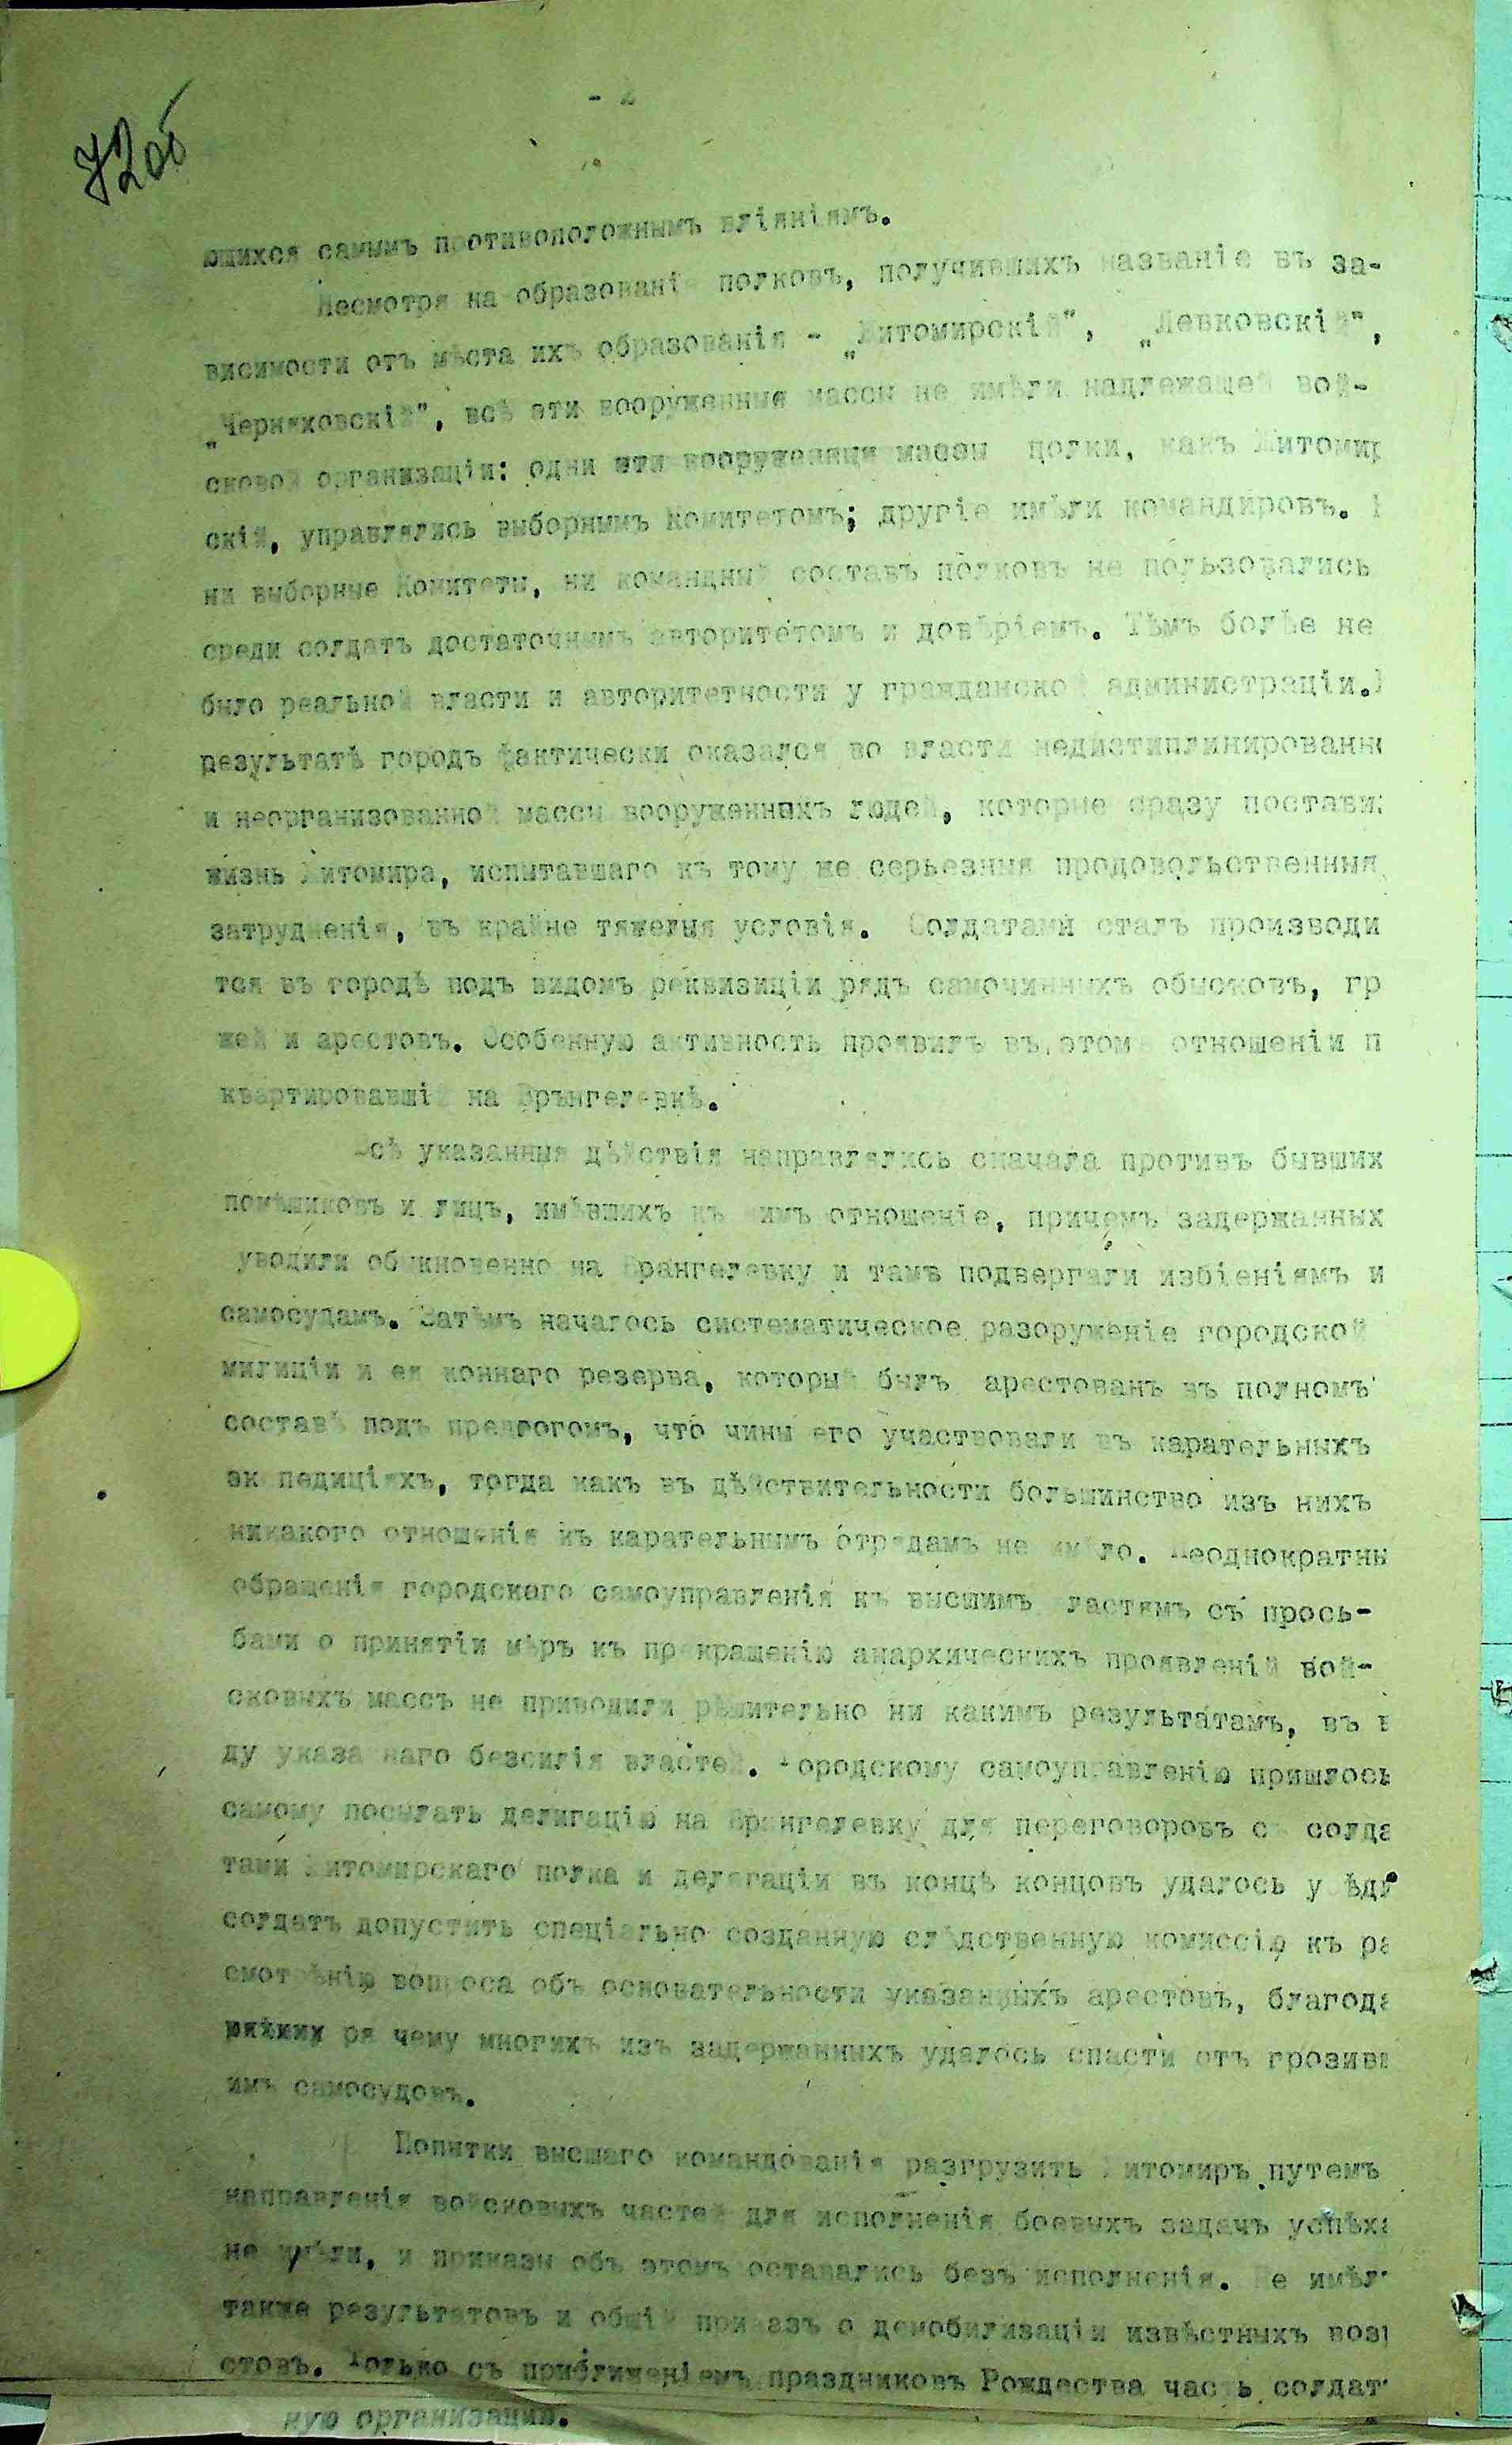 72об
- 2
ющихся самымъ противоположнымъ вліяніямъ.
Несмотря на образованіе полковъ, получившихъ названіе въ за-
висимости отъ мѣста ихъ образованія - „Житомирскій", „Левковскій",
„Черняховскій", всѣ эти вооруженныя массы не имѣли надлежащей вой-
сковой организаціи: одни эти вооруженныя массы полки, какъ Житомир
скій, управлялись выборнымъ Комитетомъ; другіе имѣли командировъ.
ни выборные Комитеты, ни командный составъ полковъ не пользовались
среди солдатъ достаточнымъ авторитетомъ и довѣріемъ. Тѣмъ болѣе не
было реальной власти и авторитетности у гражданской администраціи.
результатѣ городъ фактически оказался во власти недистиплинированно
и неорганизованной массы вооруженныхъ людей, которые сразу постави
жизнь Житомира, испытавшаго къ тому же серьезныя продовольственныя
затрудненія, въ крайне тяжелыя условія. Солдатами сталъ производи
тся въ городѣ подъ видомъ реквизиціи рядъ самочинныхъ обысковъ, гр
жей и арестовъ. Особенную активность проявилъ въ этомъ отношеніи п
квартировавшій на Врънгелевкѣ.
Всѣ указанныя дѣйствія направлялись сначала противъ бывших
помѣщиковъ и лицъ, имѣвшихъ къ нимъ отношеніе, причемъ задержанных
уводили обыкновенно на Врангелевку и тамъ подвергали избіеніямъ и
самосудамъ. Затѣмъ началось систематическое разоруженіе городской
милиціи и ея коннаго резерва, который былъ арестованъ въ полномъ
составѣ подъ предлогомъ, что чины его участвовали въ карательныхъ
эк педиціяхъ, тогда какъ въ дѣйствительности большинство изъ нихъ
никакого отношенія къ карательнымъ отрядамъ не имѣло. Неоднократны
обращенія городского самоуправленія къ высшимъ властямъ съ прось-
бами о принятіи мѣръ къ прекращенію анархическихъ проявленій вой-
сковыхъ массъ не приводили рѣшительно ни какимъ результатамъ, въ в
ду указа наго безсилія властей. Городскому самоуправленію пришлось
самому посылать делигацію на Врангелевку для переговоровъ съ солда
тами Житомирскаго полка и делегаціи въ концѣ концовъ удалось у ѣди
солдатъ допустить спеціально созданную слѣдственную комиссію къ ра
смотрѣнію вопроса объ основательности указанныхъ арестовъ, благода
ря чему многихъ изъ задержанныхъ удалось спасти отъ грозивш
имъ самосудовъ.
Попытки высшаго командованія разгрузить Житомиръ путемъ
направленія войсковыхъ частей для исполненія боевыхъ задачъ успѣха
не имѣли, и приказы объ этомъ оставались безъ исполненія. Не имѣл
также результатовъ и общій приказъ о демобилизаціи извѣстныхъ возр
стовъ. Только съ приближеніемъ праздниковъ Рождества часть солдат
ную организацію.